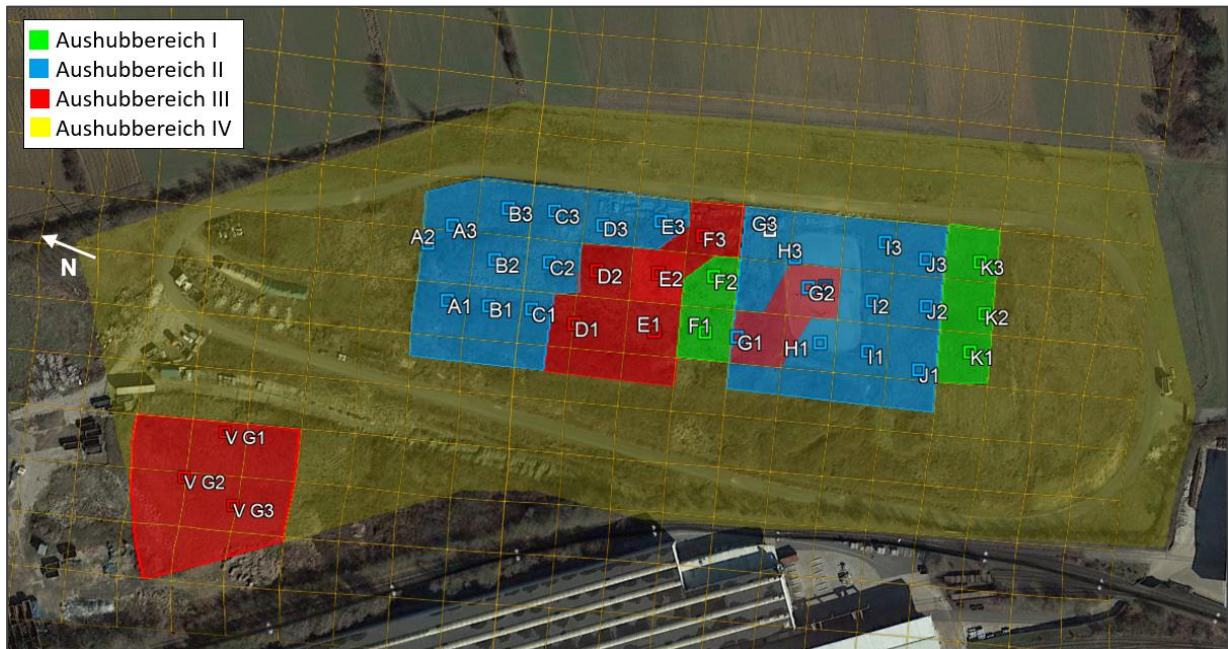 Aushubbereich I
Aushubbereich II
Aushubbereich III
Aushubbereich IV
N
B3
C3
A3
A2
D3
E3
F3
G3
H3
I3
J3
K3
B2
C2
D2
E2
F2
G2
I2
J2
K2
A1
B1
C1
D1
E1
F1
G1
H1
I1
J1
K1
V G1
V G2
V G3